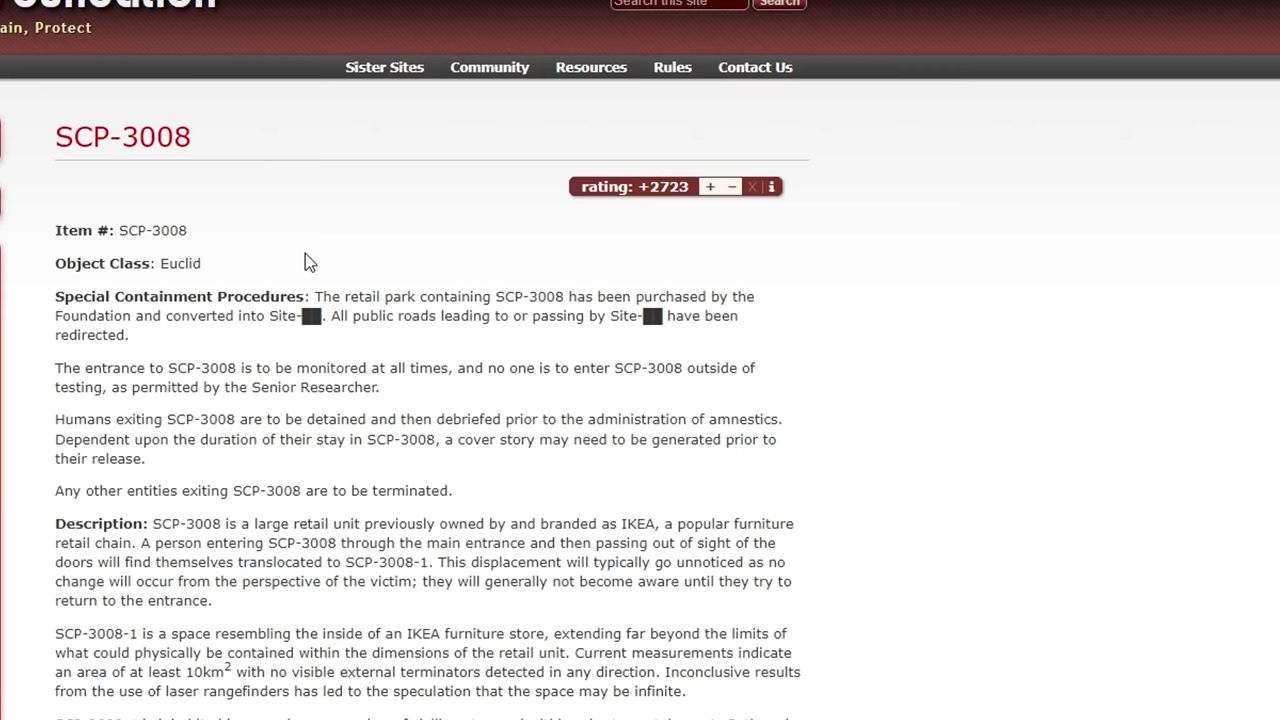 ain, Protect
Search this site
Search
Sister Sites Community Resources Rules Contact Us
SCP-3008
rating: +2723 + − X i
Item #: SCP-3008
Object Class: Euclid
Special Containment Procedures: The retail park containing SCP-3008 has been purchased by the
Foundation and converted into Site-██. All public roads leading to or passing by Site-██ have been
redirected.
The entrance to SCP-3008 is to be monitored at all times, and no one is to enter SCP-3008 outside of
testing, as permitted by the Senior Researcher.
Humans exiting SCP-3008 are to be detained and then debriefed prior to the administration of amnestics.
Dependent upon the duration of their stay in SCP-3008, a cover story may need to be generated prior to
their release.
Any other entities exiting SCP-3008 are to be terminated.
Description: SCP-3008 is a large retail unit previously owned by and branded as IKEA, a popular furniture
retail chain. A person entering SCP-3008 through the main entrance and then passing out of sight of the
doors will find themselves translocated to SCP-3008-1. This displacement will typically go unnoticed as no
change will occur from the perspective of the victim; they will generally not become aware until they try to
return to the entrance.
SCP-3008-1 is a space resembling the inside of an IKEA furniture store, extending far beyond the limits of
what could physically be contained within the dimensions of the retail unit. Current measurements indicate
an area of at least 10km² with no visible external terminators detected in any direction. Inconclusive results
from the use of laser rangefinders has led to the speculation that the space may be infinite.